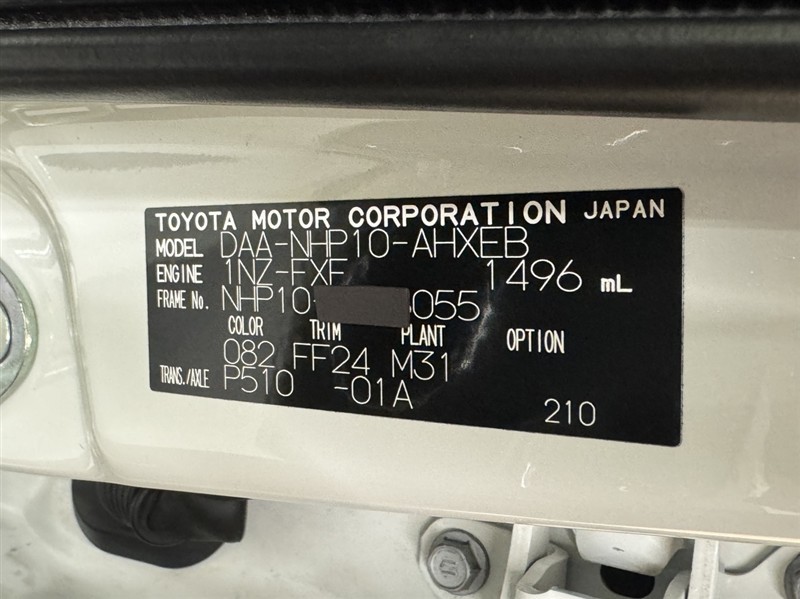 TOYOTA MOTOR CORPORATION JAPAN
MODEL DAA-NHP10-AHXEB
ENGINE 1NZ-FXE 1496 mL
FRAME No. NHP10- 055
COLOR TRIM PLANT OPTION
082 FF24 M31
TRANS./AXLE P510 -01A
210